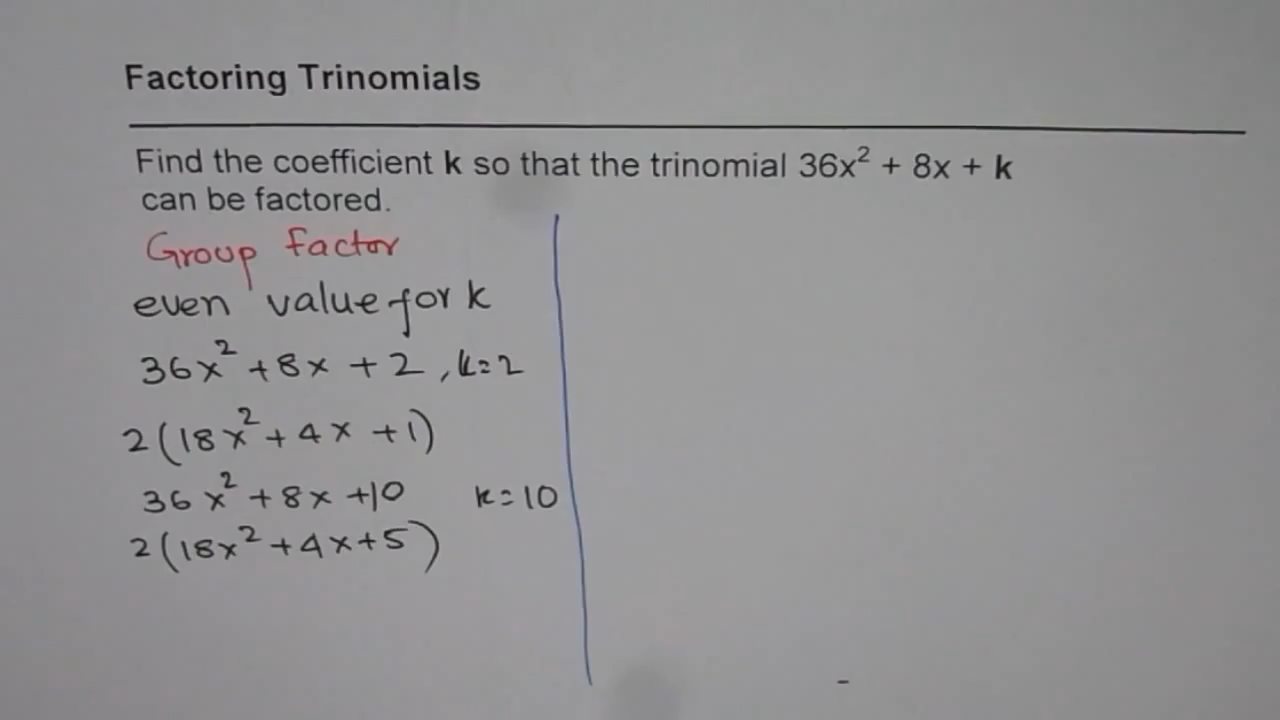 Factoring Trinomials
Find the coefficient k so that the trinomial 36x² + 8x + k
can be factored.
Group factor
even value for k
36x² + 8x + 2 , k=2
2(18x² + 4x + 1)
36x² + 8x + 10 k=10
2(18x² + 4x + 5)